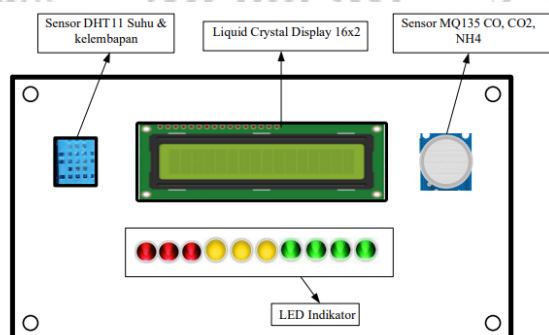 Sensor DHT11 Suhu &
kelembapan
Liquid Crystal Display 16x2
Sensor MQ135 CO, CO2,
NH4
LED Indikator